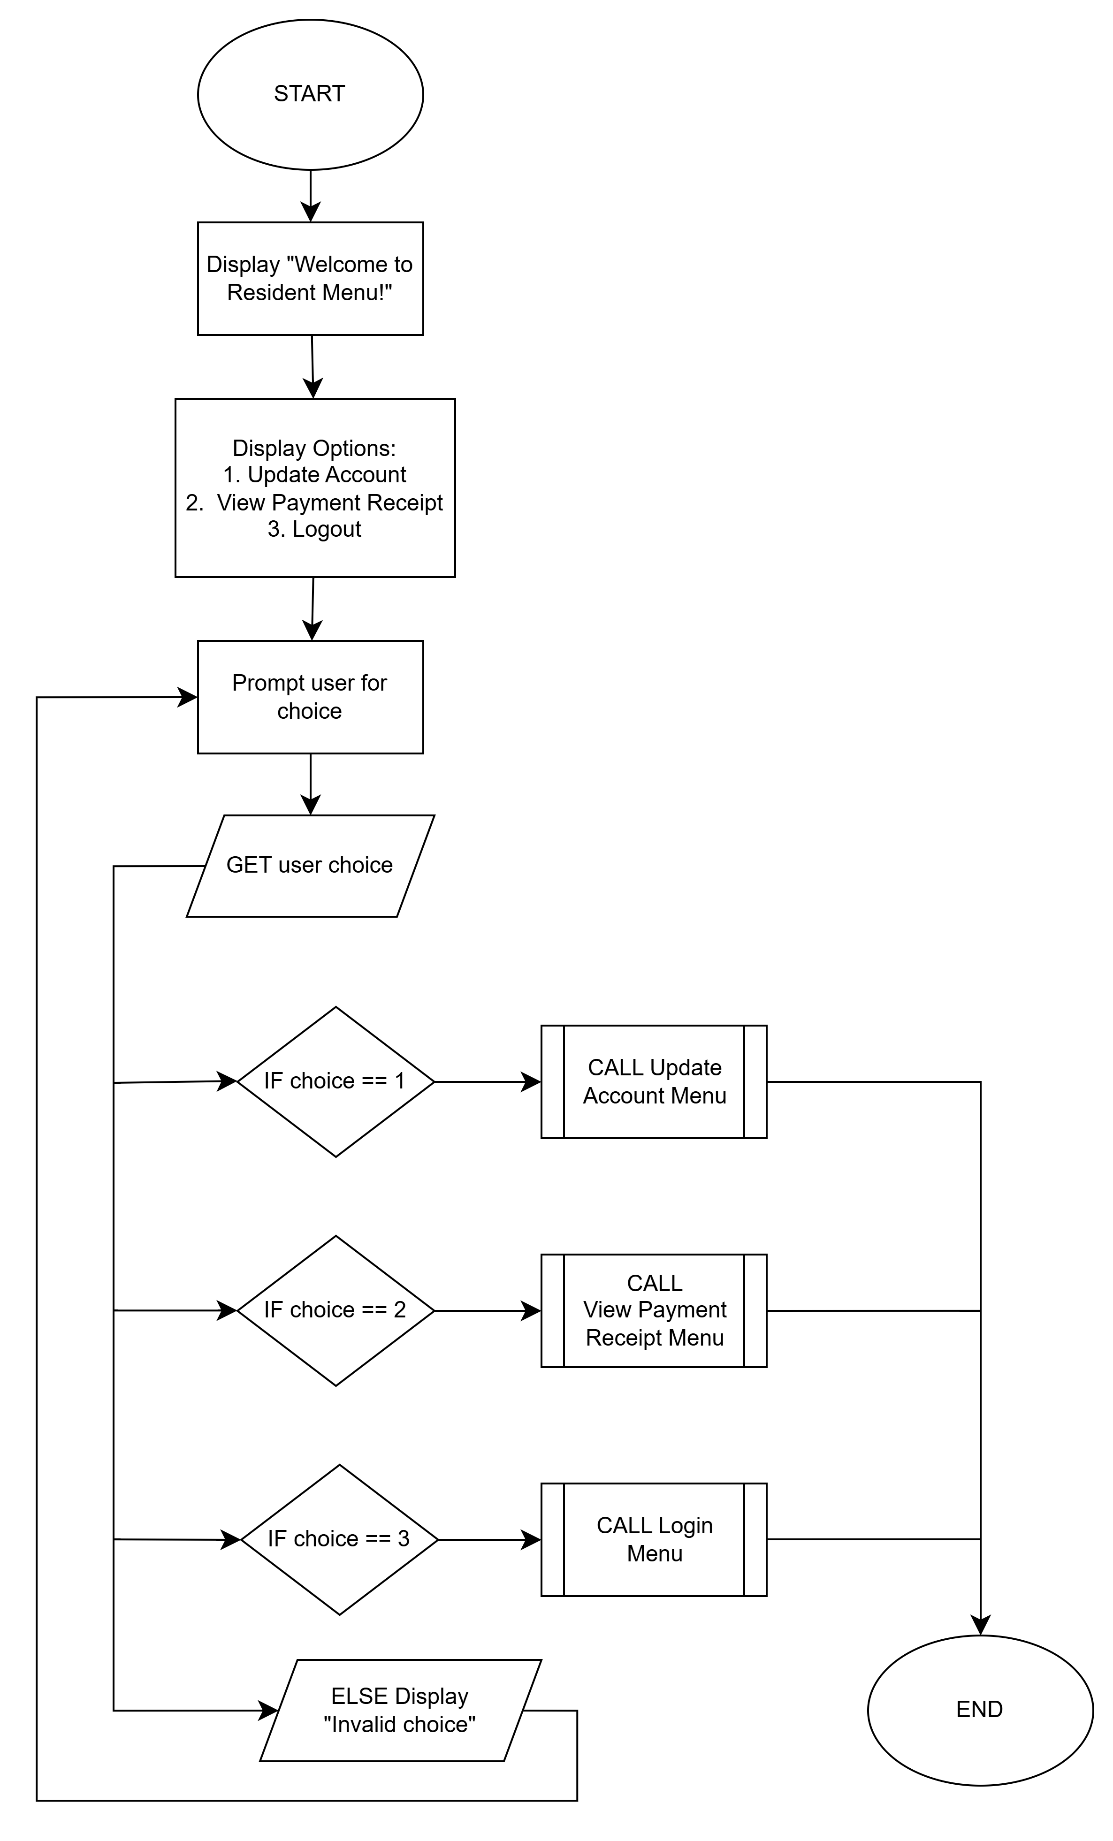 START
Display "Welcome to
Resident Menu!"
Display Options:
1. Update Account
2.  View Payment Receipt
3. Logout
Prompt user for
choice
GET user choice
IF choice == 1
CALL Update
Account Menu
IF choice == 2
CALL
View Payment
Receipt Menu
IF choice == 3
CALL Login
Menu
ELSE Display
"Invalid choice"
END